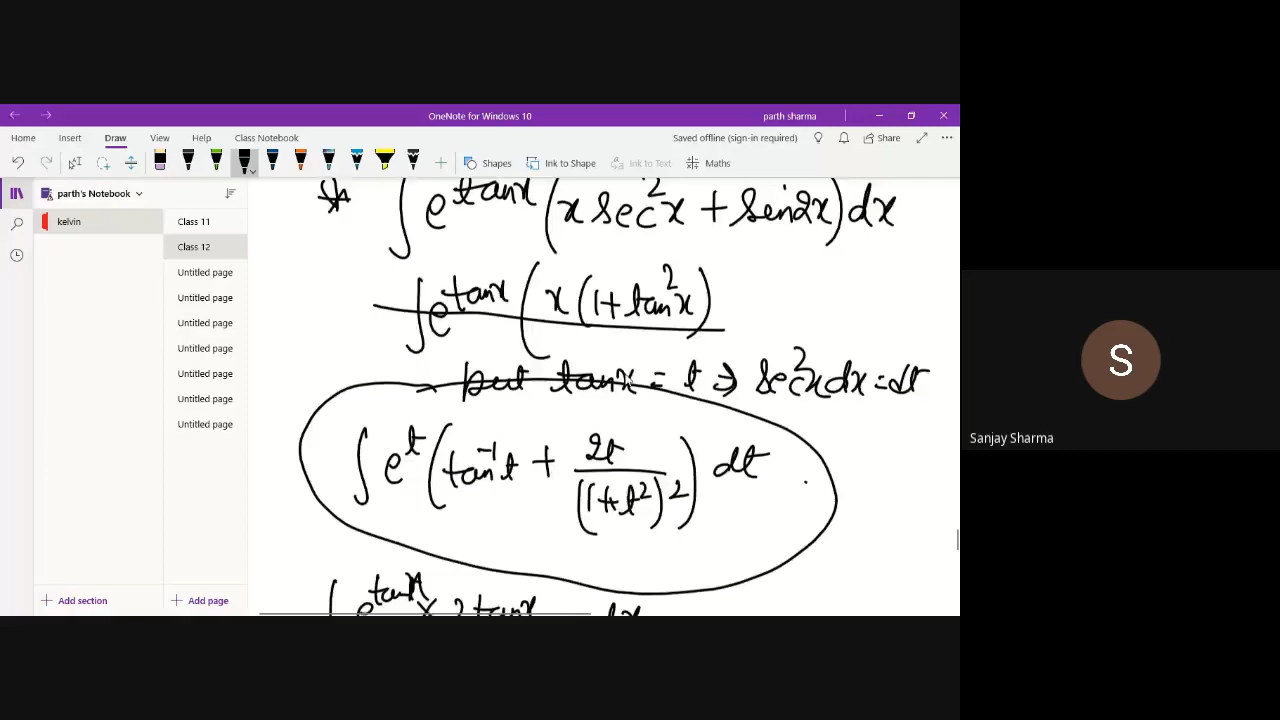 OneNote for Windows 10
parth sharma
Home Insert Draw View Help Class Notebook
Saved offline (sign-in required) Share
Shapes Ink to Shape Ink to Text Maths
parth's Notebook
kelvin
Class 11
Class 12
Untitled page
Untitled page
Untitled page
Untitled page
Untitled page
Untitled page
Untitled page
+ Add section
+ Add page
∫ e^{tanx} (x sec²x + sin2x) dx
∫ e^{tanx} (x (1 + tan²x)
put tanx = t ⇒ sec²x dx = dt
∫ e^t (tan⁻¹t + 2t/(1+t²)²) dt
∫ e^{tanx} × 2tanx dx
S
Sanjay Sharma